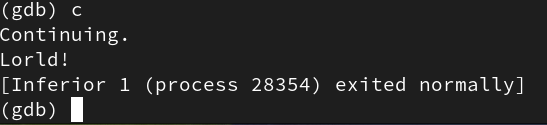 (gdb) c
Continuing.
Lorld!
[Inferior 1 (process 28354) exited normally]
(gdb)